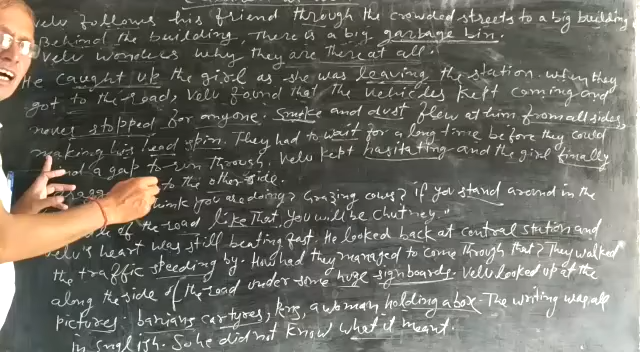 Velu follows his friend through the crowded streets to a big building
Behind the building, There is a big garbage bin.
Velu wonders why they are there at all.
He caught up the girl as she was leaving the station. when they
got to the road, Velu found that the vehicles kept coming and
never stopped for anyone. Smoke and dust flew at him from all sides,
making his head spin. They had to wait for a long time before they could
find a gap to run through. Velu kept hasitating and the girl finally
to the other side.
think you are doing? Grazing cows? if you stand around in the
of the road like that, you will be chutney."
Velu's heart was still beating fast. He looked back at central station and
the traffic speeding by. How had they managed to come through that? They walked
along the side of the road under some huge signboards. Velu looked up at the
pictures: banians, car tyres, a woman holding a box. The writing was all
in English. So he did not know what it meant.